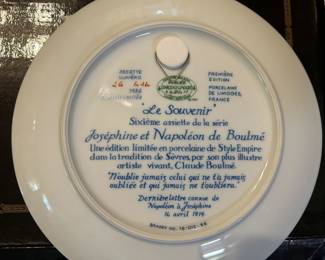 ASSIETTE
NUMÉRO
PREMIÈRE
ÉDITION
PORCELAINE
DE LIMOGES,
FRANCE
"Le Souvenir"
Sixième assiette de la série
Joséphine et Napoléon de Boulmé
Une édition limitée en porcelaine de Style Empire
dans la tradition de Sèvres, par son plus illustre
artiste vivant, Claude Boulmé.
"N'oublie jamais celui qui ne t'a jamais
oubliée et qui jamais ne t'oubliera."
Dernière lettre connue de
Napoléon à Joséphine
16 avril 1814